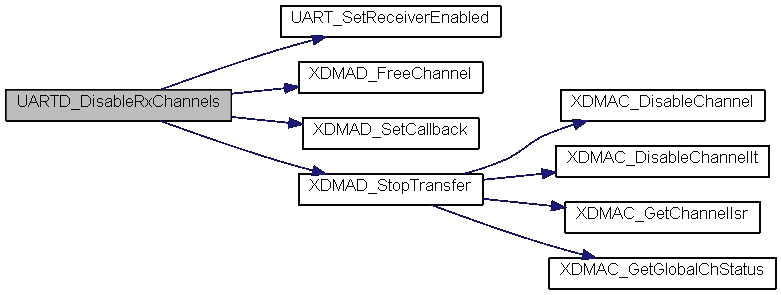 UART_SetReceiverEnabled
XDMAD_FreeChannel
UARTD_DisableRxChannels
XDMAD_SetCallback
XDMAD_StopTransfer
XDMAC_DisableChannel
XDMAC_DisableChannelIt
XDMAC_GetChannelIsr
XDMAC_GetGlobalChStatus